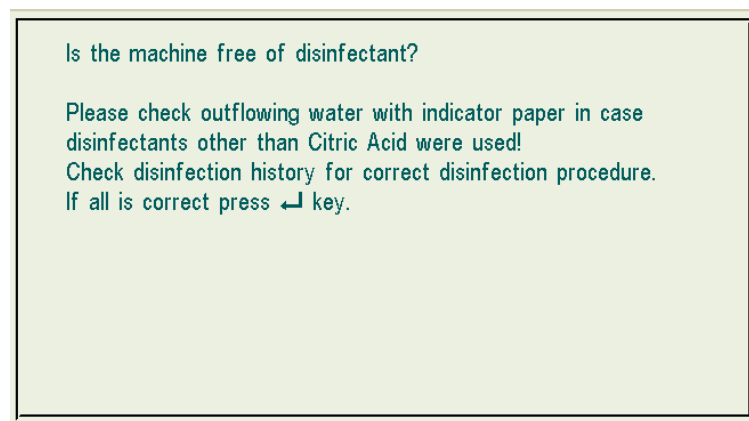 Is the machine free of disinfectant?
Please check outflowing water with indicator paper in case
disinfectants other than Citric Acid were used!
Check disinfection history for correct disinfection procedure.
If all is correct press ↵ key.